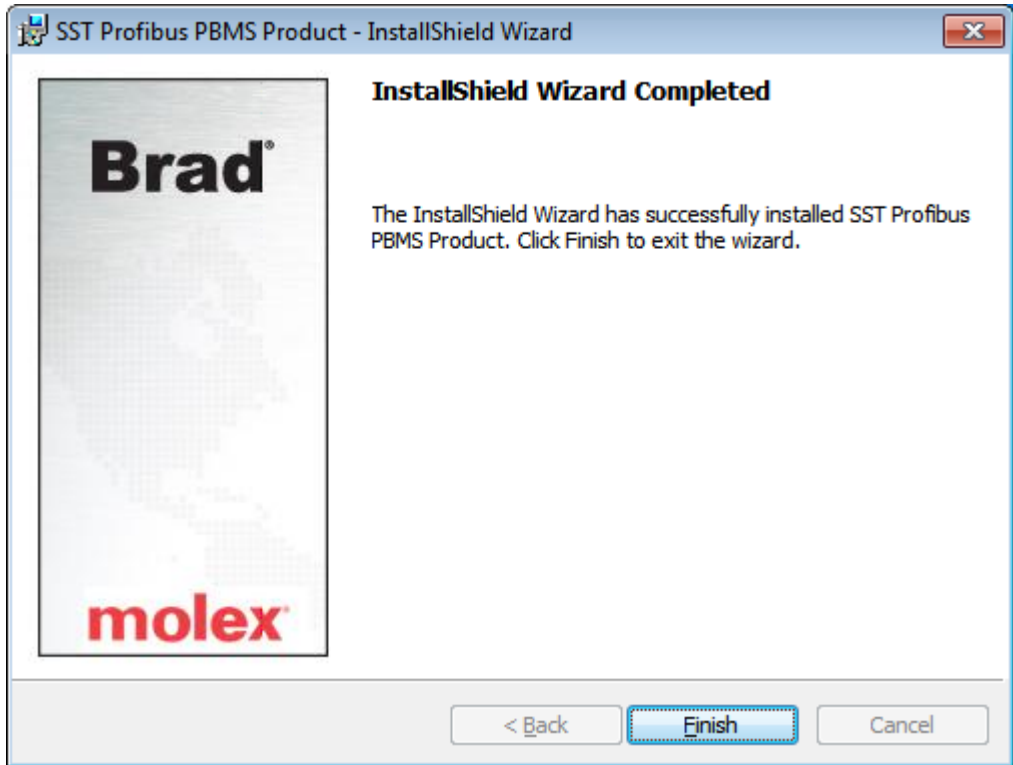 SST Profibus PBMS Product - InstallShield Wizard
Brad®
molex
InstallShield Wizard Completed
The InstallShield Wizard has successfully installed SST Profibus
PBMS Product. Click Finish to exit the wizard.
< Back
Finish
Cancel